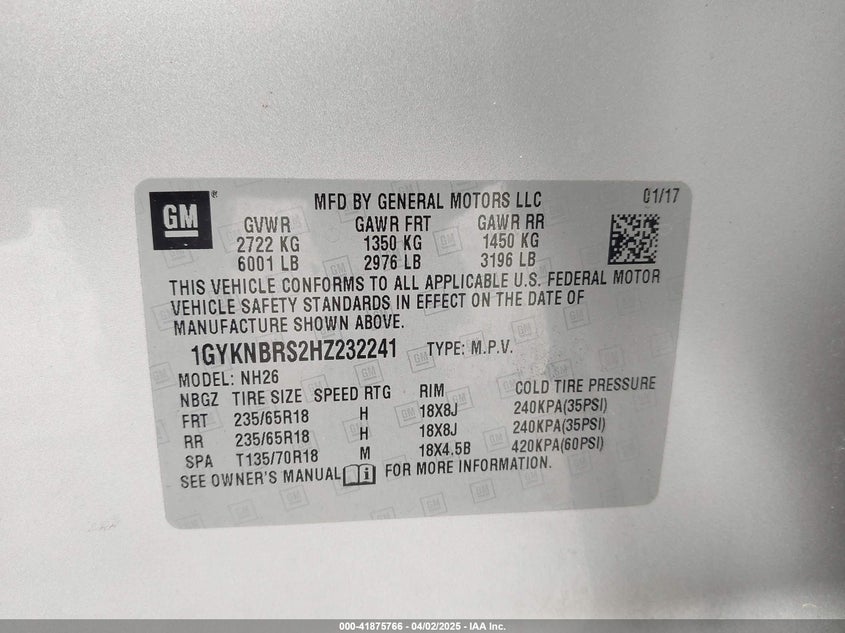 GM ® MFD BY GENERAL MOTORS LLC 01/17
GVWR GAWR FRT GAWR RR
2722 KG 1350 KG 1450 KG
6001 LB 2976 LB 3196 LB
THIS VEHICLE CONFORMS TO ALL APPLICABLE U.S. FEDERAL MOTOR
VEHICLE SAFETY STANDARDS IN EFFECT ON THE DATE OF
MANUFACTURE SHOWN ABOVE.
1GYKNBRS2HZ232241 TYPE: M.P.V.
MODEL: NH26
NBGZ TIRE SIZE SPEED RTG RIM COLD TIRE PRESSURE
FRT 235/65R18 H 18X8J 240KPA(35PSI)
RR 235/65R18 H 18X8J 240KPA(35PSI)
SPA T135/70R18 M 18X4.5B 420KPA(60PSI)
SEE OWNER'S MANUAL FOR MORE INFORMATION.
000-41875766 - 04/02/2025 - IAA Inc.